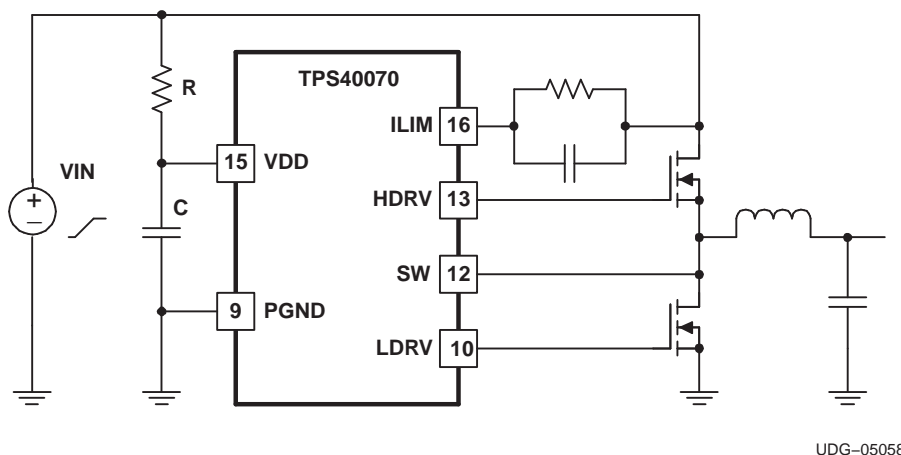 TPS40070
R
ILIM
16
15
VDD
VIN
+
–
HDRV
13
C
SW
12
9
PGND
LDRV
10
UDG–05058